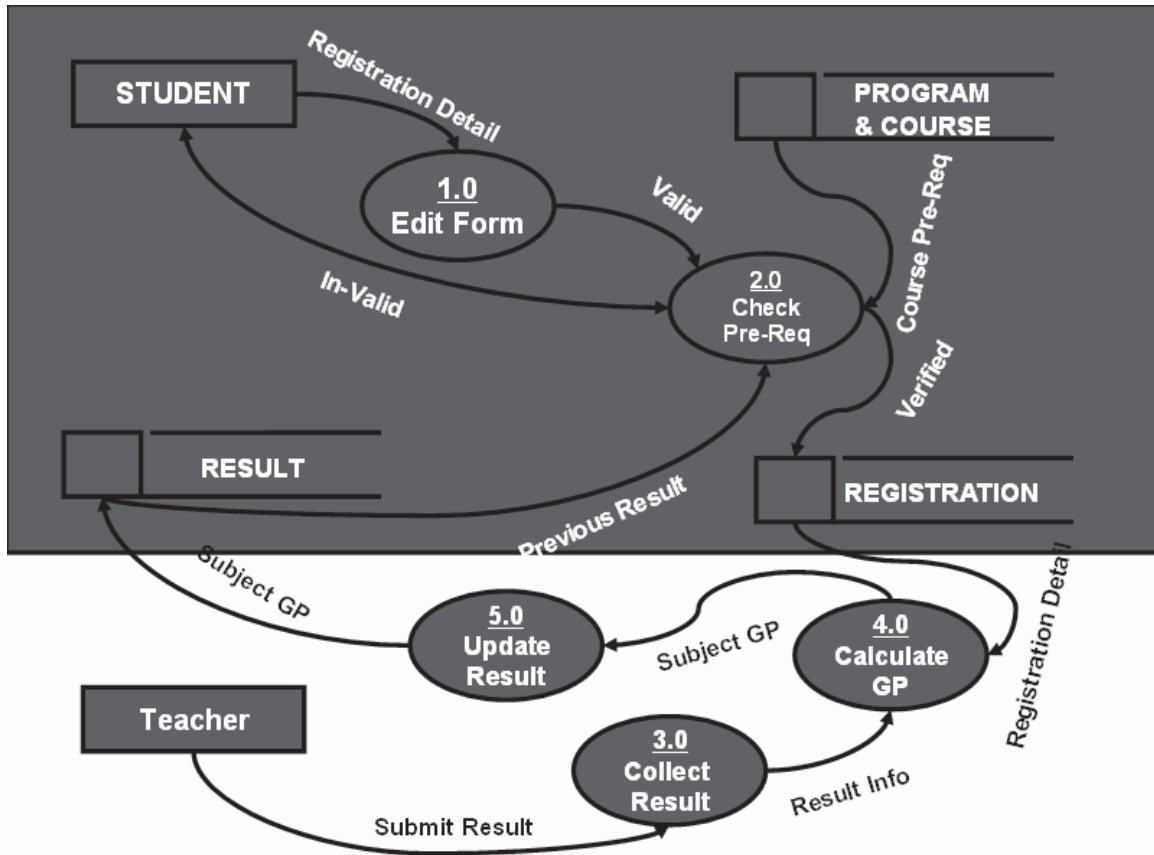 Registration Detail
STUDENT
PROGRAM
& COURSE
1.0
Edit Form
Valid
Course Pre-Req
In-Valid
2.0
Check
Pre-Req
Verified
RESULT
REGISTRATION
Previous Result
Subject GP
5.0
Update
Result
Subject GP
4.0
Calculate
GP
Registration Detail
Teacher
3.0
Collect
Result
Result Info
Submit Result